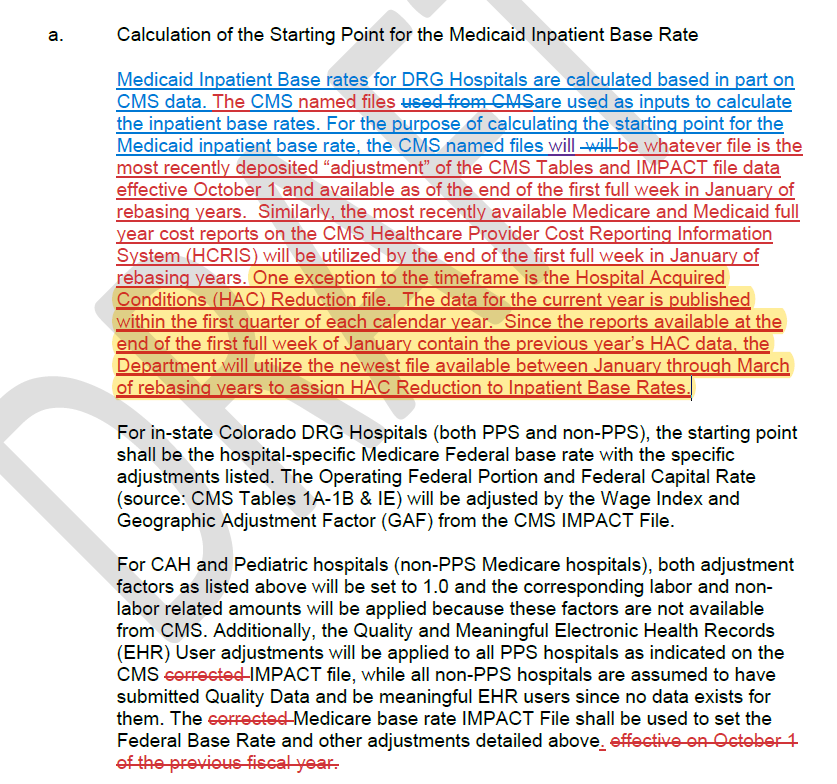 a. Calculation of the Starting Point for the Medicaid Inpatient Base Rate
Medicaid Inpatient Base rates for DRG Hospitals are calculated based in part on
CMS data. The CMS named files used from CMSare used as inputs to calculate
the inpatient base rates. For the purpose of calculating the starting point for the
Medicaid inpatient base rate, the CMS named files will will be whatever file is the
most recently deposited “adjustment” of the CMS Tables and IMPACT file data
effective October 1 and available as of the end of the first full week in January of
rebasing years. Similarly, the most recently available Medicare and Medicaid full
year cost reports on the CMS Healthcare Provider Cost Reporting Information
System (HCRIS) will be utilized by the end of the first full week in January of
rebasing years. One exception to the timeframe is the Hospital Acquired
Conditions (HAC) Reduction file. The data for the current year is published
within the first quarter of each calendar year. Since the reports available at the
end of the first full week of January contain the previous year’s HAC data, the
Department will utilize the newest file available between January through March
of rebasing years to assign HAC Reduction to Inpatient Base Rates.
For in-state Colorado DRG Hospitals (both PPS and non-PPS), the starting point
shall be the hospital-specific Medicare Federal base rate with the specific
adjustments listed. The Operating Federal Portion and Federal Capital Rate
(source: CMS Tables 1A-1B & IE) will be adjusted by the Wage Index and
Geographic Adjustment Factor (GAF) from the CMS IMPACT File.
For CAH and Pediatric hospitals (non-PPS Medicare hospitals), both adjustment
factors as listed above will be set to 1.0 and the corresponding labor and non-
labor related amounts will be applied because these factors are not available
from CMS. Additionally, the Quality and Meaningful Electronic Health Records
(EHR) User adjustments will be applied to all PPS hospitals as indicated on the
CMS corrected IMPACT file, while all non-PPS hospitals are assumed to have
submitted Quality Data and be meaningful EHR users since no data exists for
them. The corrected Medicare base rate IMPACT File shall be used to set the
Federal Base Rate and other adjustments detailed above. effective on October 1
of the previous fiscal year.
DRAFT